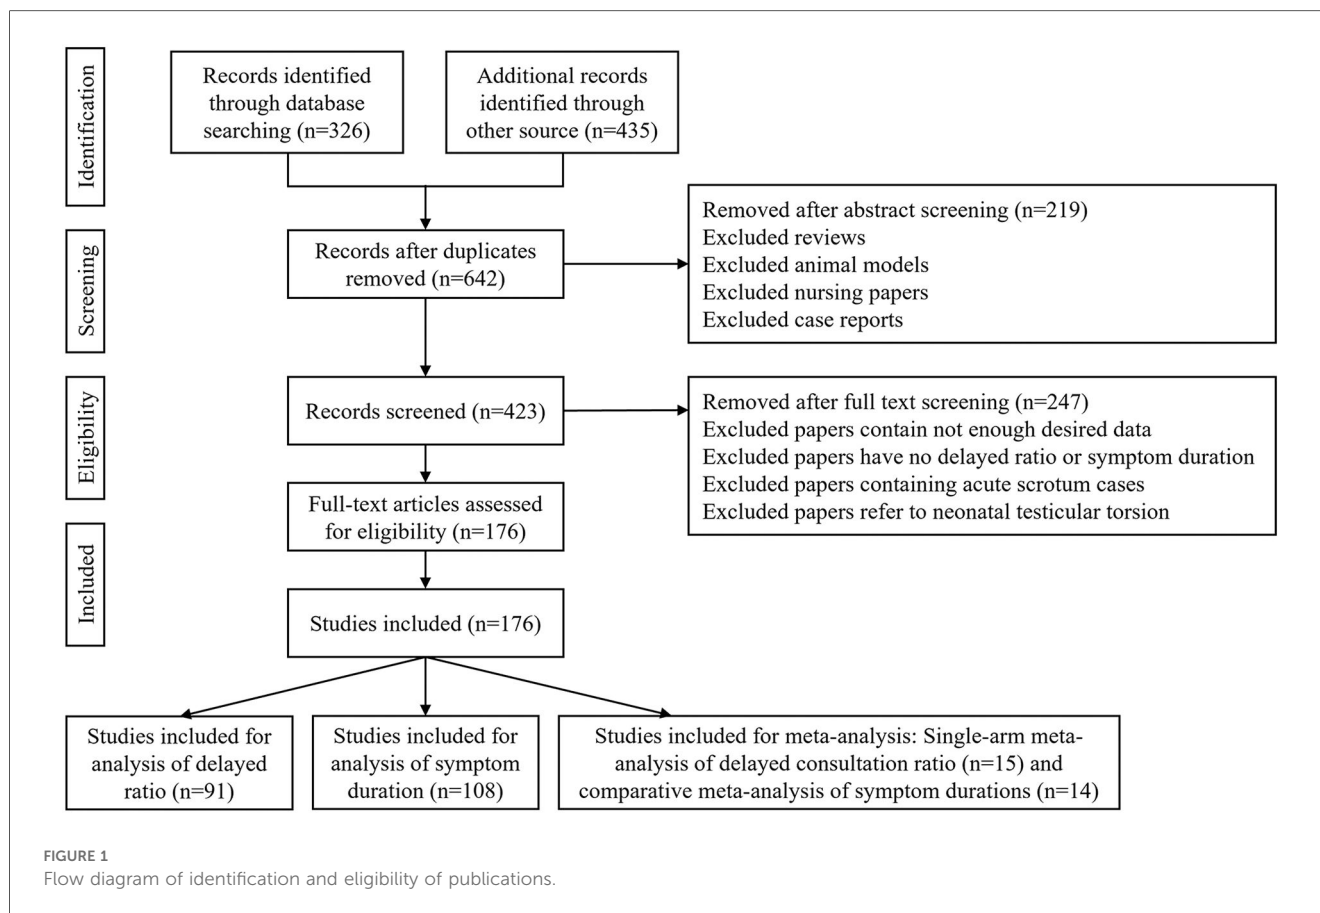 Identification
Records identified
through database
searching (n=326)
Additional records
identified through
other source (n=435)
Screening
Records after duplicates
removed (n=642)
Removed after abstract screening (n=219)
Excluded reviews
Excluded animal models
Excluded nursing papers
Excluded case reports
Eligibility
Records screened (n=423)
Removed after full text screening (n=247)
Excluded papers contain not enough desired data
Excluded papers have no delayed ratio or symptom duration
Excluded papers containing acute scrotum cases
Excluded papers refer to neonatal testicular torsion
Full-text articles assessed
for eligibility (n=176)
Included
Studies included (n=176)
Studies included for
analysis of delayed
ratio (n=91)
Studies included for
analysis of symptom
duration (n=108)
Studies included for meta-analysis: Single-arm meta-
analysis of delayed consultation ratio (n=15) and
comparative meta-analysis of symptom durations (n=14)
FIGURE 1
Flow diagram of identification and eligibility of publications.